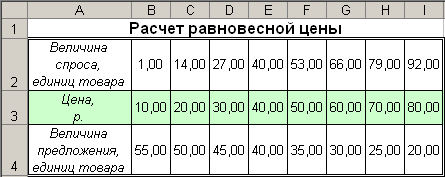 A B C D E F G H I
1 Расчет равновесной цены
2 Величина спроса, единиц товара 1,00 14,00 27,00 40,00 53,00 66,00 79,00 92,00
3 Цена, р. 10,00 20,00 30,00 40,00 50,00 60,00 70,00 80,00
4 Величина предложения, единиц товара 55,00 50,00 45,00 40,00 35,00 30,00 25,00 20,00